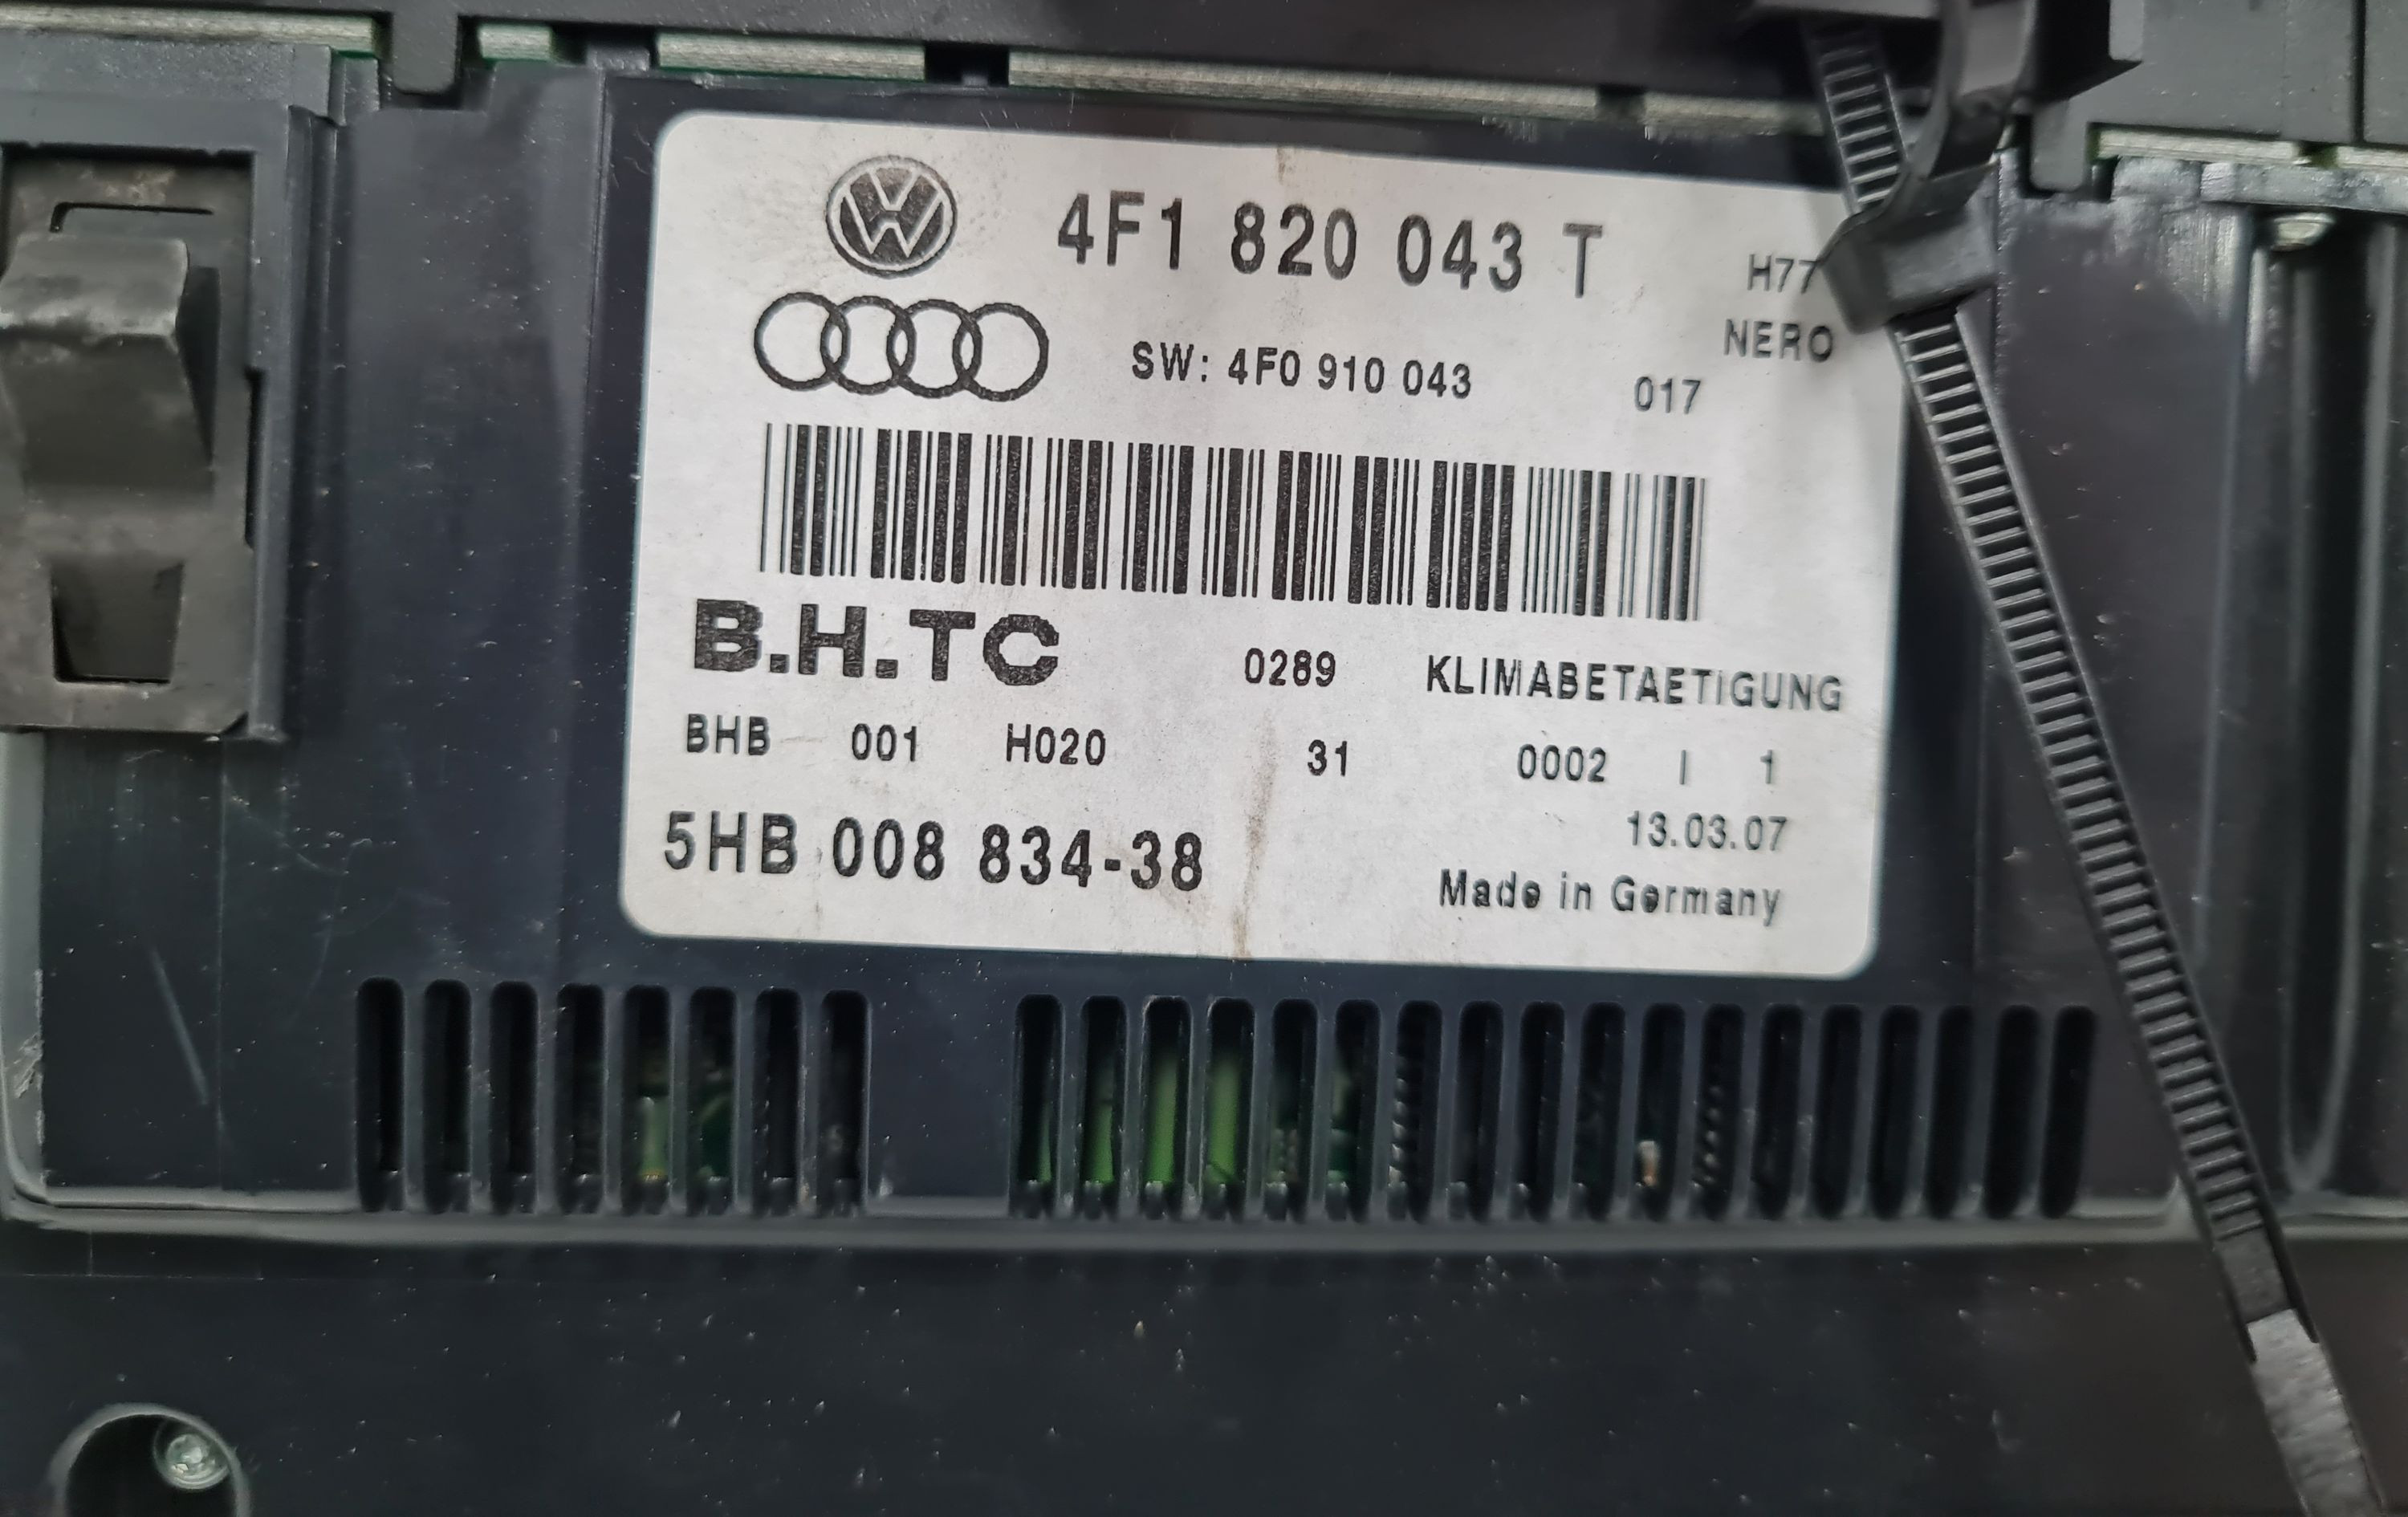 4F1 820 043 T
H77
NERO
SW: 4F0 910 043 017
B.H.TC 0289 KLIMABETAETIGUNG
BHB 001 H020 31 0002 I 1
5HB 008 834-38
13.03.07
Made in Germany